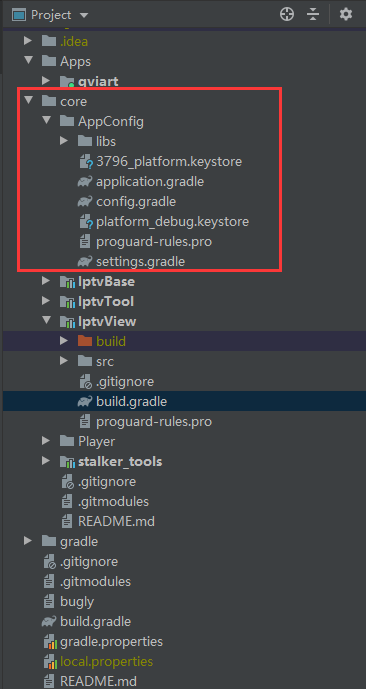 Project
.idea
Apps
qviart
core
AppConfig
libs
3796_platform.keystore
application.gradle
config.gradle
platform_debug.keystore
proguard-rules.pro
settings.gradle
IptvBase
IptvTool
IptvView
build
src
.gitignore
build.gradle
proguard-rules.pro
Player
stalker_tools
.gitignore
.gitmodules
README.md
gradle
.gitignore
.gitmodules
bugly
build.gradle
gradle.properties
local.properties
README.md